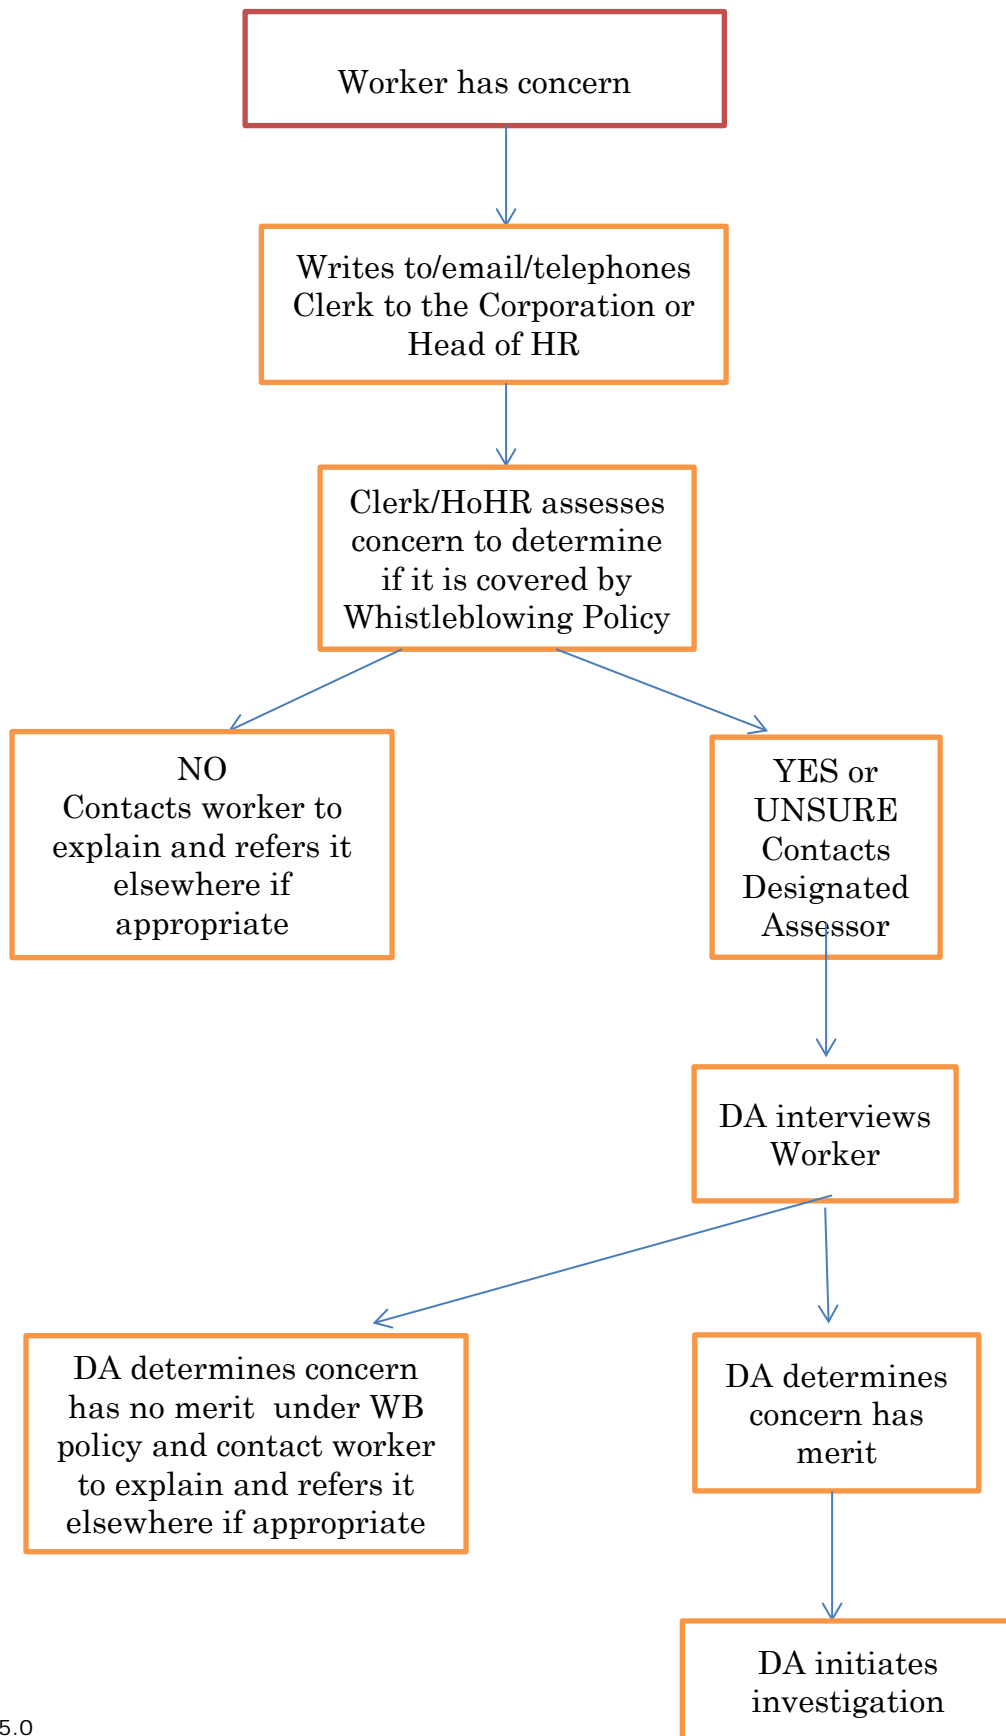 Worker has concern
Writes to/email/telephones
Clerk to the Corporation or
Head of HR
Clerk/HoHR assesses
concern to determine
if it is covered by
Whistleblowing Policy
NO
Contacts worker to
explain and refers it
elsewhere if
appropriate
YES or
UNSURE
Contacts
Designated
Assessor
DA interviews
Worker
DA determines concern
has no merit  under WB
policy and contact worker
to explain and refers it
elsewhere if appropriate
DA determines
concern has
merit
DA initiates
investigation
5.0